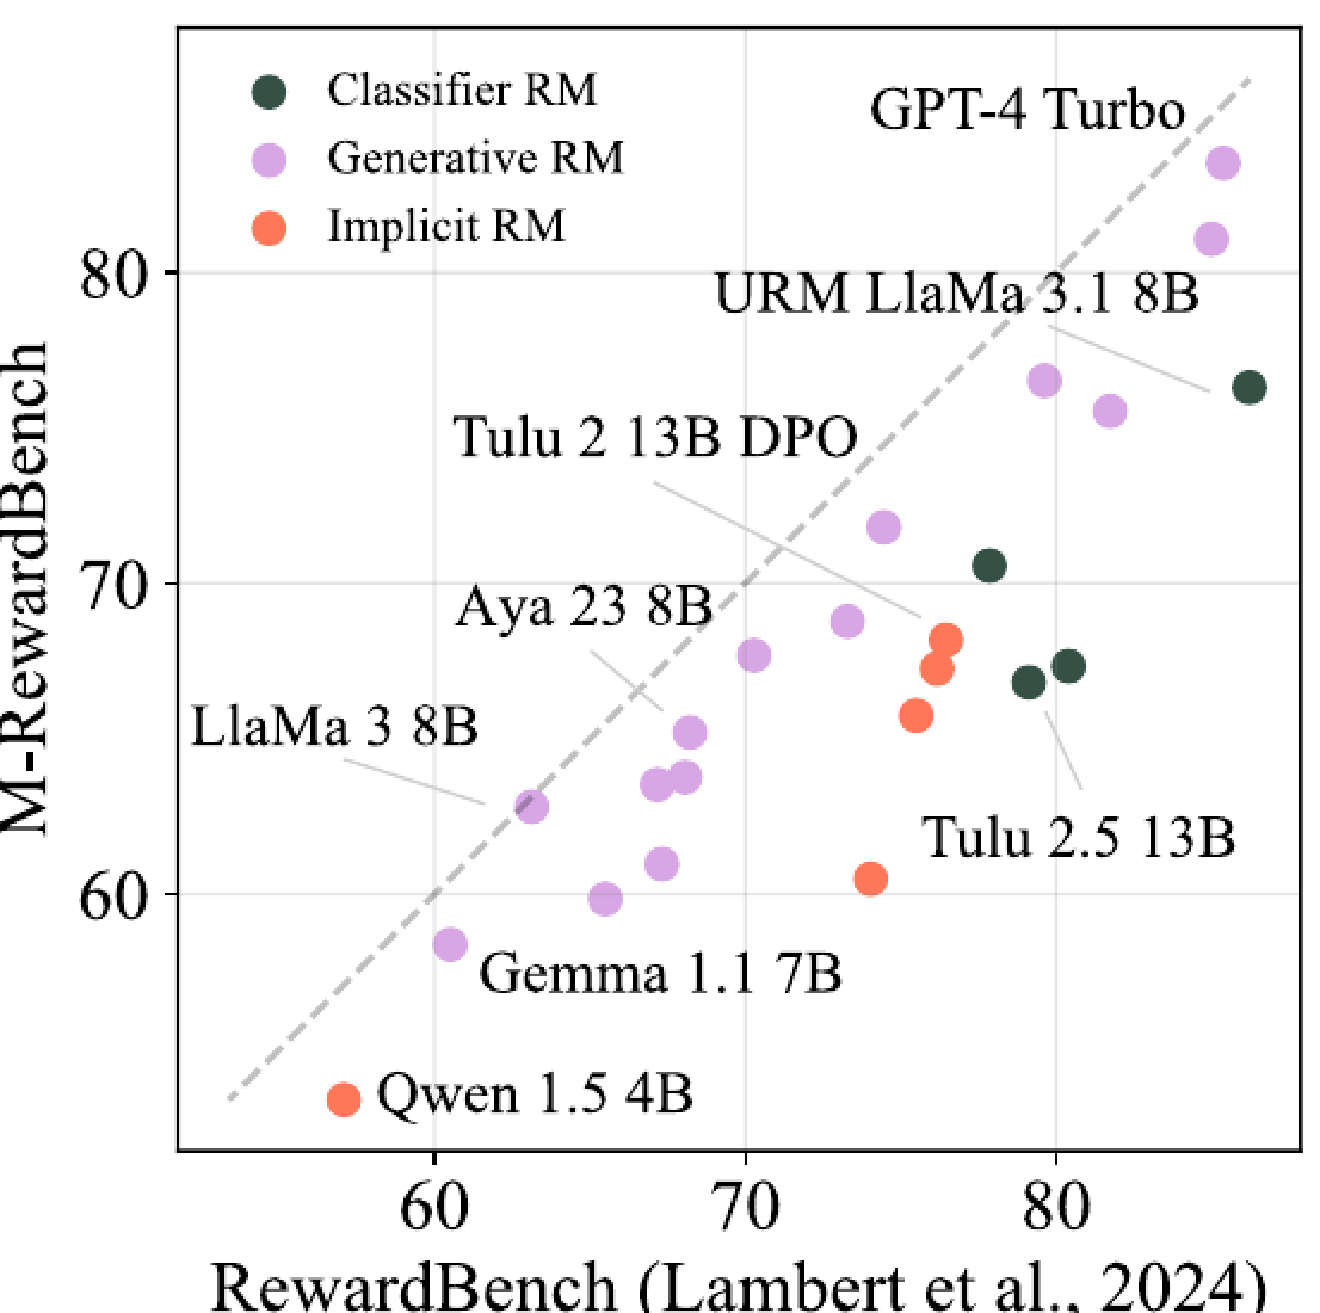 Classifier RM
Generative RM
Implicit RM
GPT-4 Turbo
URM LlaMa 3.1 8B
Tulu 2 13B DPO
Aya 23 8B
LlaMa 3 8B
Tulu 2.5 13B
Gemma 1.1 7B
Qwen 1.5 4B
M-RewardBench
80
70
60
60 70 80
RewardBench (Lambert et al., 2024)